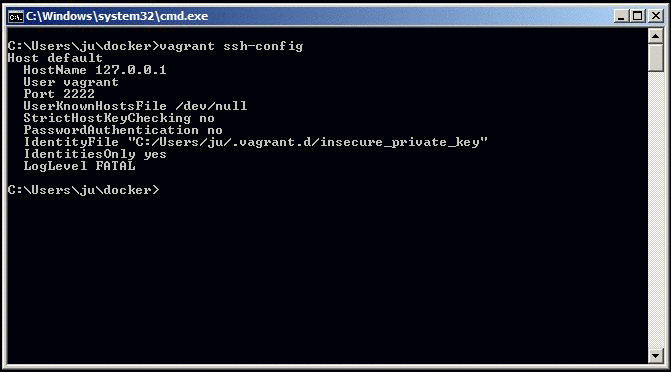 C:\Windows\system32\cmd.exe
C:\Users\ju\docker>vagrant ssh-config
Host default
  HostName 127.0.0.1
  User vagrant
  Port 2222
  UserKnownHostsFile /dev/null
  StrictHostKeyChecking no
  PasswordAuthentication no
  IdentityFile "C:/Users/ju/.vagrant.d/insecure_private_key"
  IdentitiesOnly yes
  LogLevel FATAL
C:\Users\ju\docker>